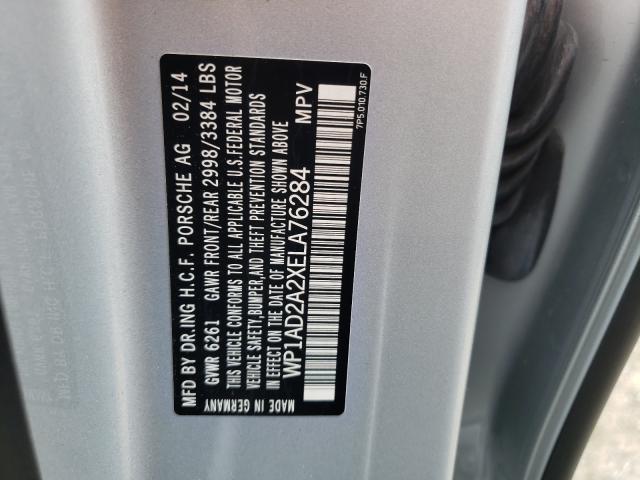 MFD BY DR.ING H.C.F. PORSCHE AG 02/14
GVWR 6261 GAWR FRONT/REAR 2998/3384 LBS
THIS VEHICLE CONFORMS TO ALL APPLICABLE U.S.FEDERAL MOTOR
VEHICLE SAFETY,BUMPER,AND THEFT PREVENTION STANDARDS
IN EFFECT ON THE DATE OF MANUFACTURE SHOWN ABOVE
WP1AD2A2XELA76284 MPV
MADE IN GERMANY
7P5.010.730.F